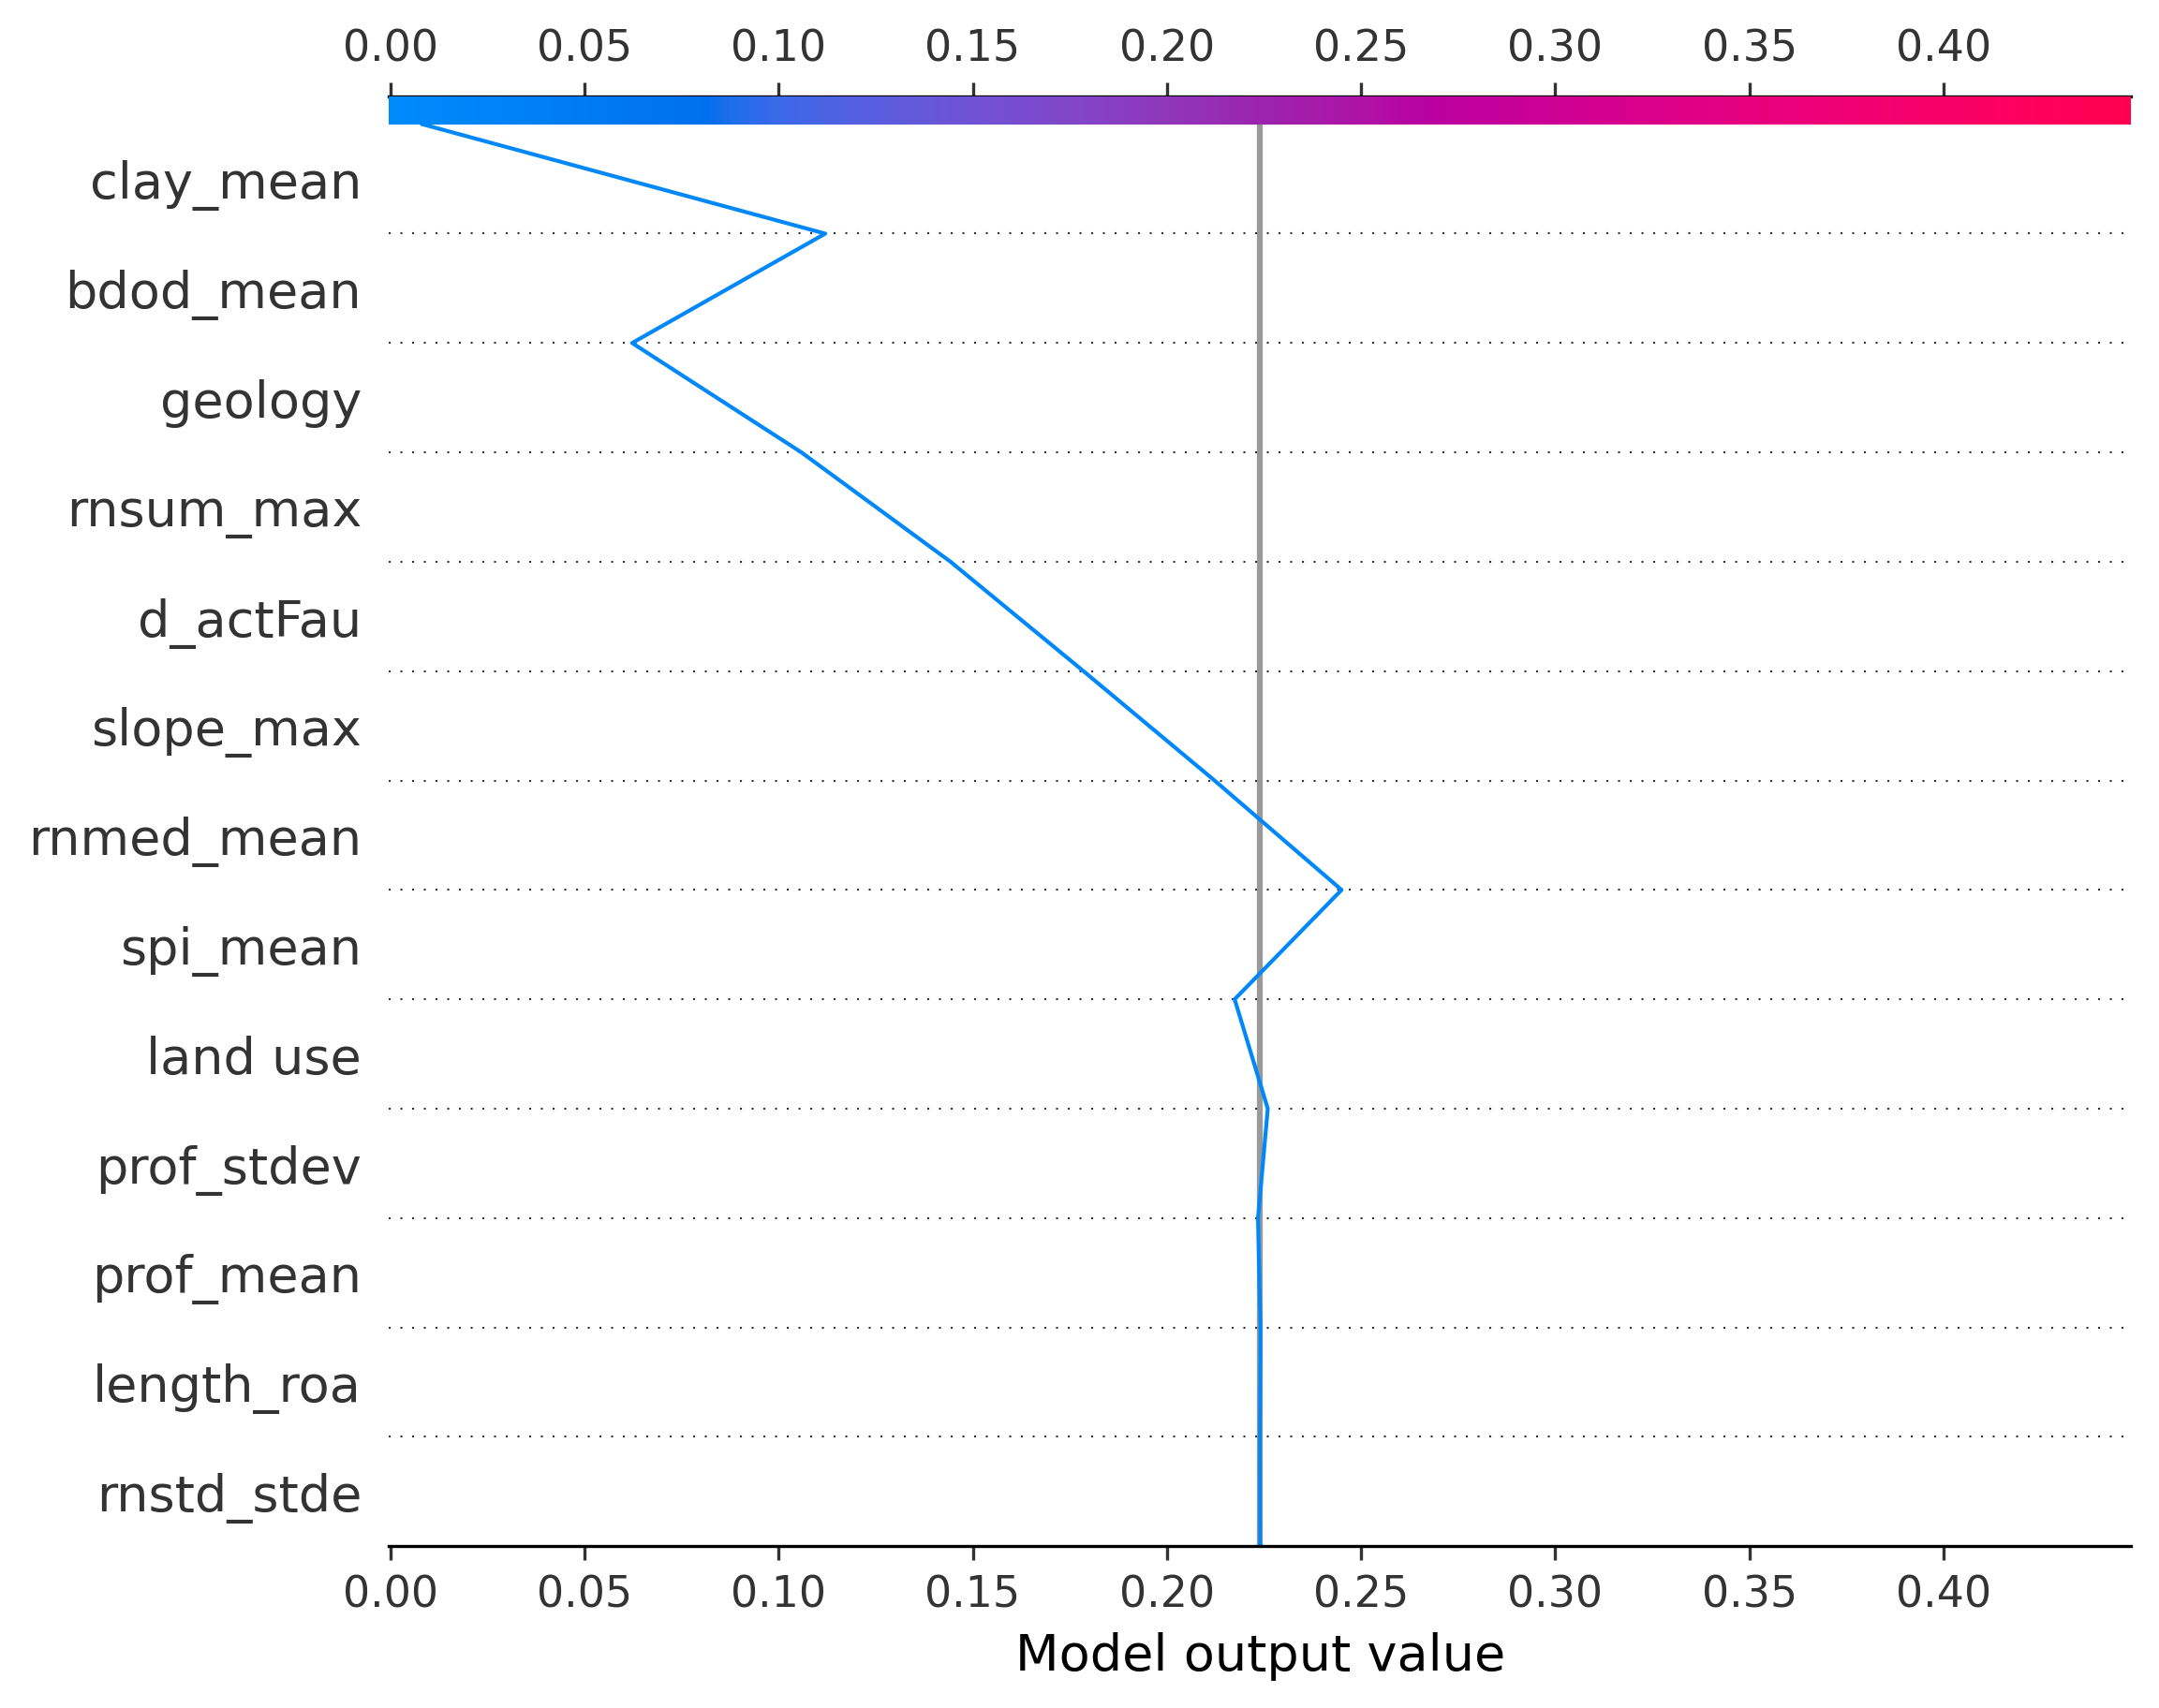 0.00 0.05 0.10 0.15 0.20 0.25 0.30 0.35 0.40
clay_mean
bdod_mean
geology
rnsum_max
d_actFau
slope_max
rnmed_mean
spi_mean
land use
prof_stdev
prof_mean
length_roa
rnstd_stde
0.00 0.05 0.10 0.15 0.20 0.25 0.30 0.35 0.40
Model output value